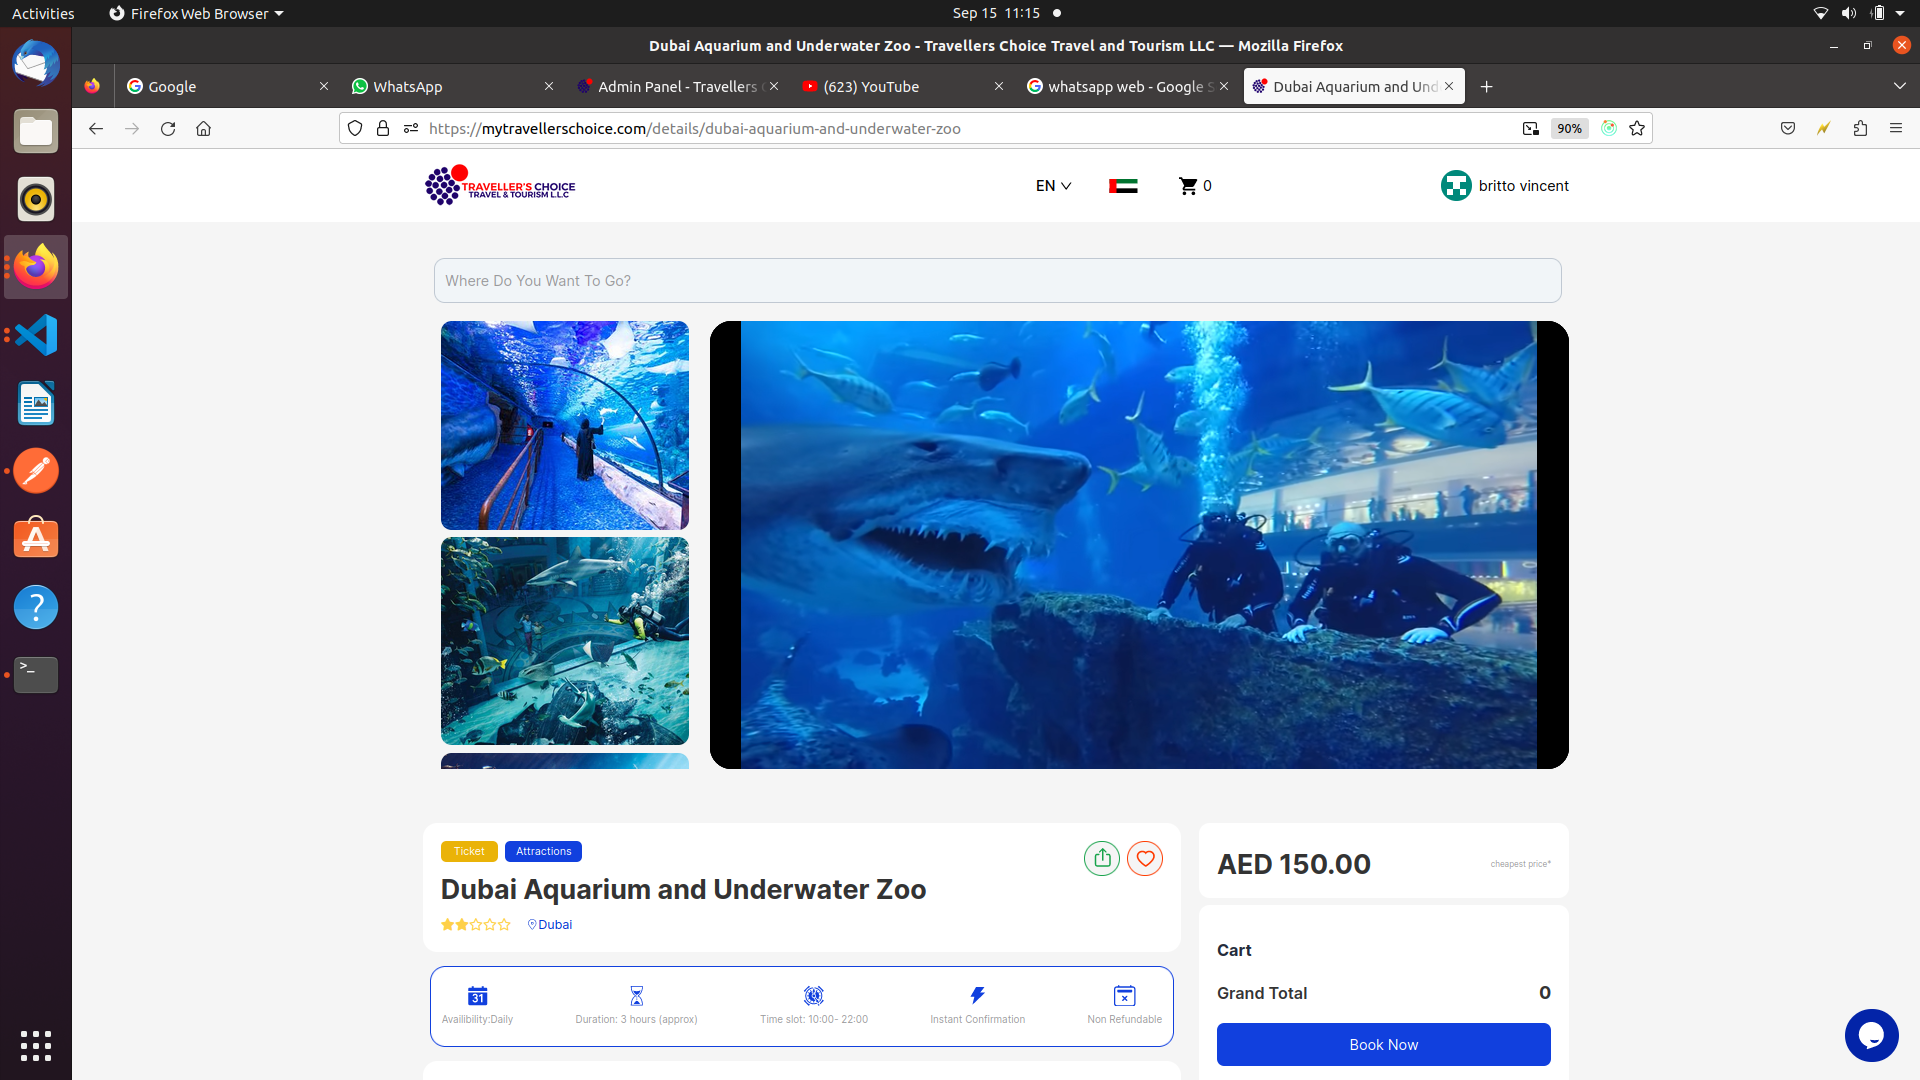 Activities
Firefox Web Browser
Sep 15 11:15
Dubai Aquarium and Underwater Zoo - Travellers Choice Travel and Tourism LLC — Mozilla Firefox
Google
WhatsApp
Admin Panel - Travellers
(623) YouTube
whatsapp web - Google S
Dubai Aquarium and Und
https://mytravellerschoice.com/details/dubai-aquarium-and-underwater-zoo
90%
TRAVELLER'S CHOICE
TRAVEL & TOURISM L.L.C
EN
0
britto vincent
Where Do You Want To Go?
Ticket
Attractions
Dubai Aquarium and Underwater Zoo
Dubai
31
Availibility:Daily
Duration: 3 hours (approx)
Time slot: 10:00- 22:00
Instant Confirmation
Non Refundable
AED 150.00
cheapest price*
Cart
Grand Total
0
Book Now